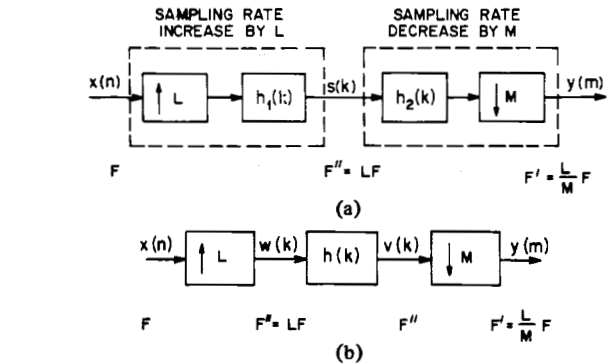 SAMPLING RATE INCREASE BY L
SAMPLING RATE DECREASE BY M
x(n) ↑ L h₁(k) s(k) h₂(k) ↓ M y(m)
F F" = LF F' = L/M F
(a)
x(n) ↑ L w(k) h(k) v(k) ↓ M y(m)
F F" = LF F" F' = L/M F
(b)